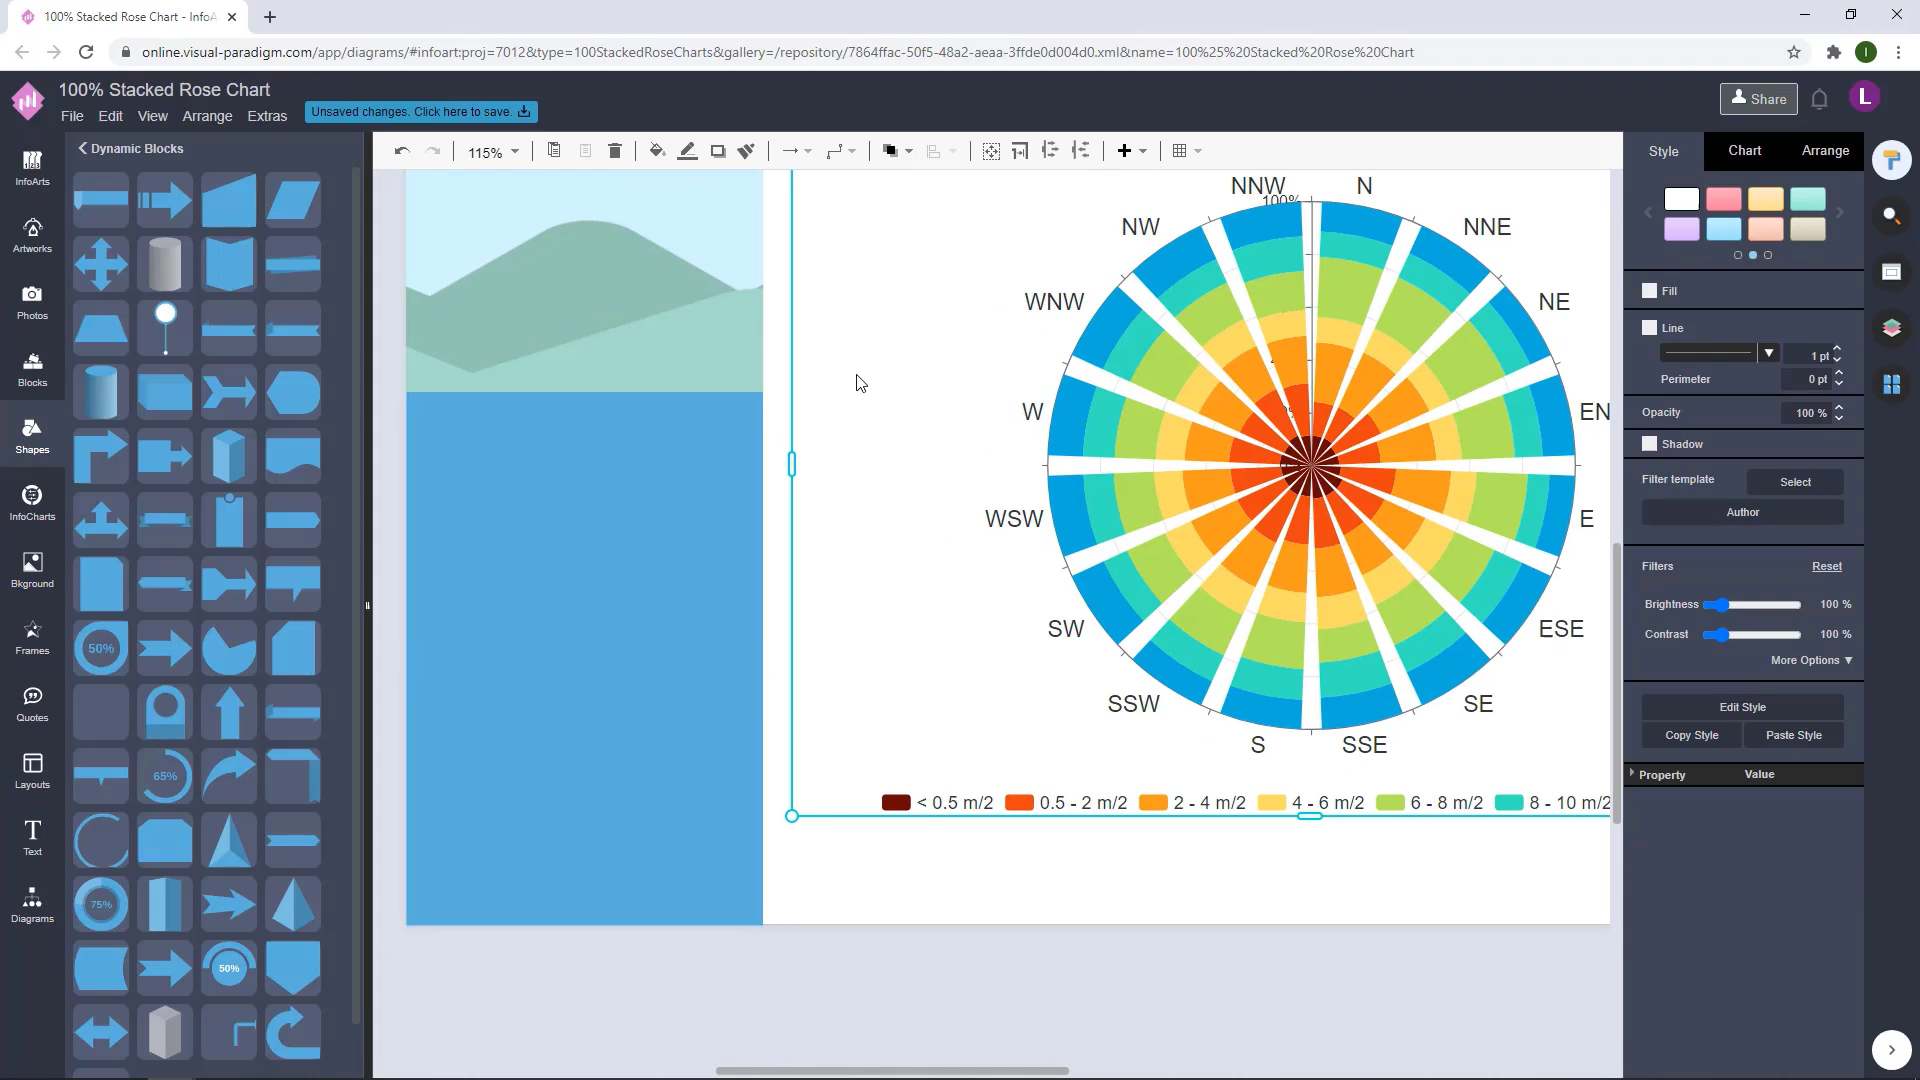 100% Stacked Rose Chart - InfoA
online.visual-paradigm.com/app/diagrams/#infoart:proj=7012&type=100StackedRoseCharts&gallery=/repository/7864ffac-50f5-48a2-aeaa-3ffde0d004d0.xml&name=100%25%20Stacked%20Rose%20Chart
I
100% Stacked Rose Chart
File Edit View Arrange Extras
Unsaved changes. Click here to save.
Share
L
InfoArts
Artworks
Photos
Blocks
Shapes
InfoCharts
Bkground
Frames
Quotes
Layouts
T
Text
Diagrams
Dynamic Blocks
50%
65%
75%
50%
115%
N
NNE
NE
EN
E
ESE
SE
SSE
S
SSW
SW
WSW
W
WNW
NW
NNW
100%
< 0.5 m/2 0.5 - 2 m/2 2 - 4 m/2 4 - 6 m/2 6 - 8 m/2 8 - 10 m/2
Style Chart Arrange
Fill
Line
1 pt
Perimeter 0 pt
Opacity 100 %
Shadow
Filter template Select
Author
Filters Reset
Brightness 100 %
Contrast 100 %
More Options ▼
Edit Style
Copy Style Paste Style
Property Value